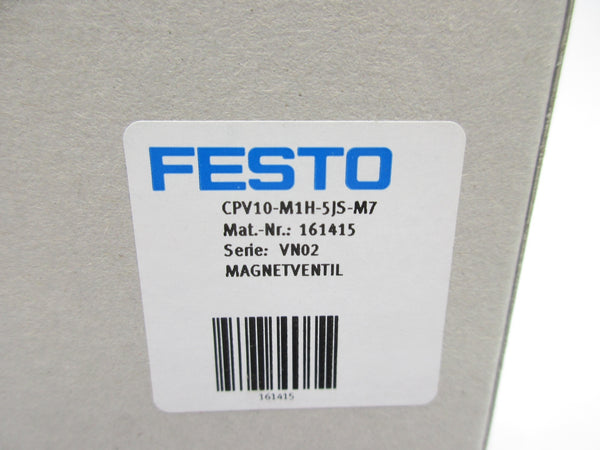 FESTO
CPV10-M1H-5JS-M7
Mat.-Nr.: 161415
Serie: VN02
MAGNETVENTIL
161415